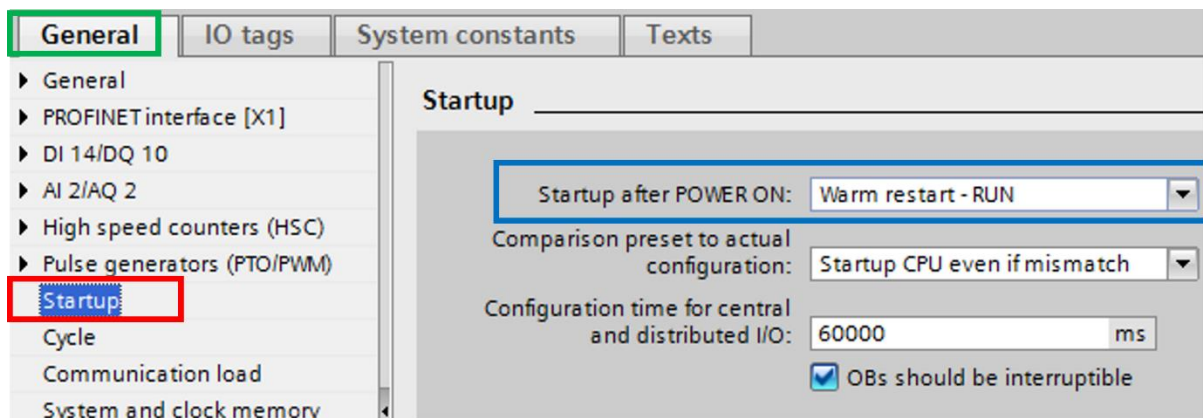 General IO tags System constants Texts
General
PROFINET interface [X1]
DI 14/DQ 10
AI 2/AQ 2
High speed counters (HSC)
Pulse generators (PTO/PWM)
Startup
Cycle
Communication load
System and clock memory
Startup
Startup after POWER ON: Warm restart - RUN
Comparison preset to actual
configuration: Startup CPU even if mismatch
Configuration time for central
and distributed I/O: 60000 ms
OBs should be interruptible